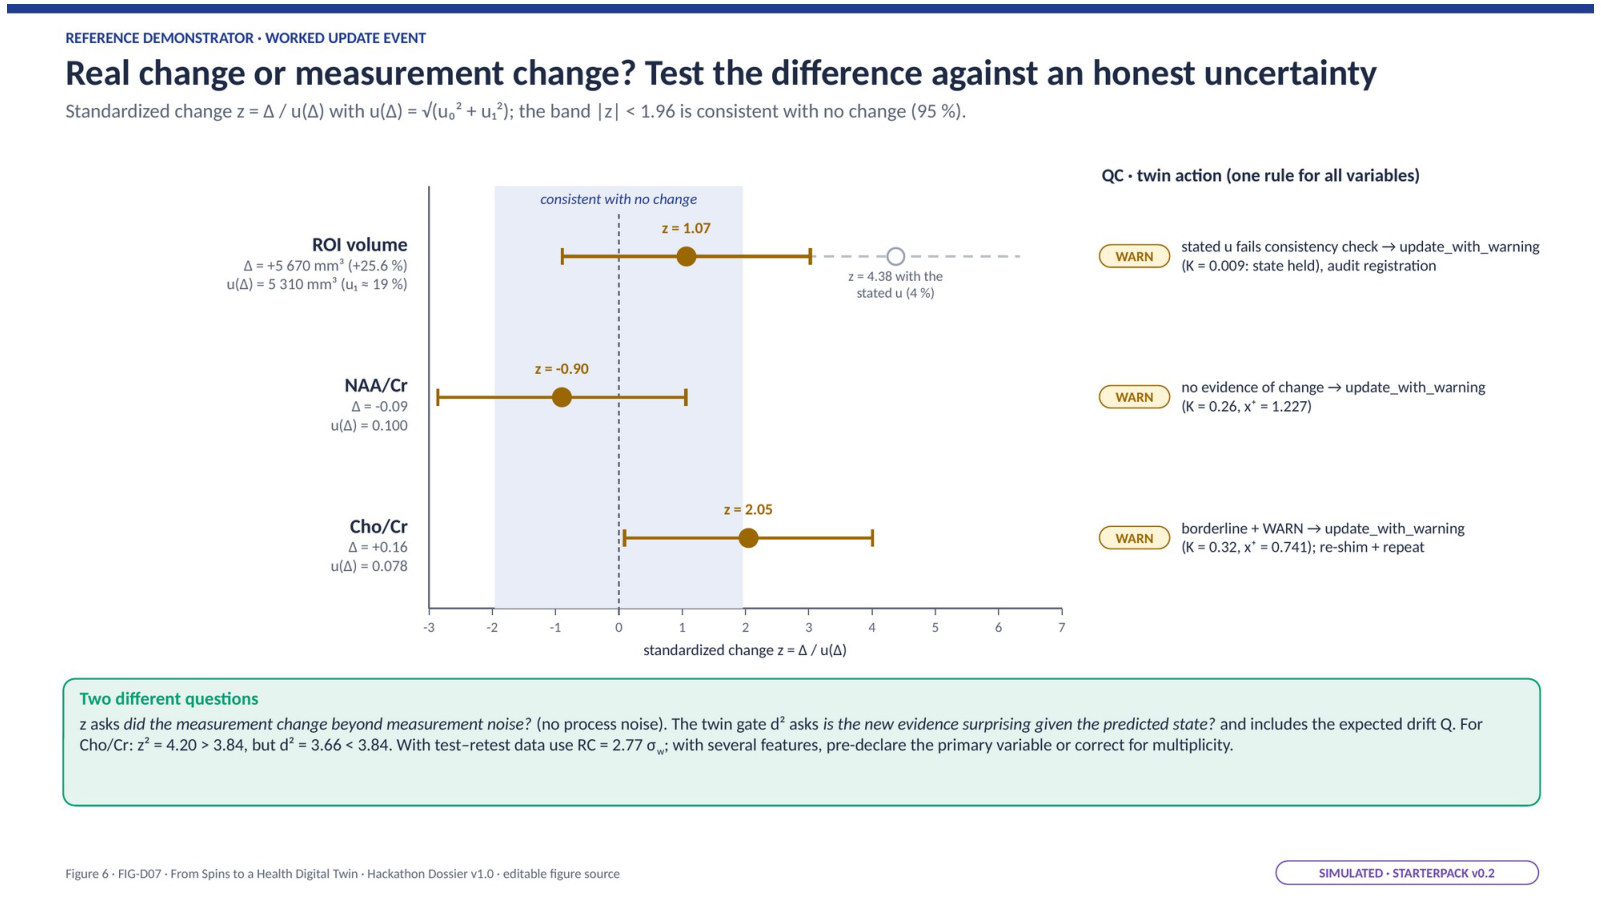 REFERENCE DEMONSTRATOR · WORKED UPDATE EVENT
Real change or measurement change? Test the difference against an honest uncertainty
Standardized change z = Δ / u(Δ) with u(Δ) = √(u₀² + u₁²); the band |z| < 1.96 is consistent with no change (95 %).
QC · twin action (one rule for all variables)
consistent with no change
ROI volume
Δ = +5 670 mm³ (+25.6 %)
u(Δ) = 5 310 mm³ (u₁ ≈ 19 %)
z = 1.07
z = 4.38 with the
stated u (4 %)
WARN
stated u fails consistency check → update_with_warning
(K = 0.009: state held), audit registration
NAA/Cr
Δ = -0.09
u(Δ) = 0.100
z = -0.90
WARN
no evidence of change → update_with_warning
(K = 0.26, x⁺ = 1.227)
Cho/Cr
Δ = +0.16
u(Δ) = 0.078
z = 2.05
WARN
borderline + WARN → update_with_warning
(K = 0.32, x⁺ = 0.741); re-shim + repeat
-3 -2 -1 0 1 2 3 4 5 6 7
standardized change z = Δ / u(Δ)
Two different questions
z asks did the measurement change beyond measurement noise? (no process noise). The twin gate d² asks is the new evidence surprising given the predicted state? and includes the expected drift Q. For
Cho/Cr: z² = 4.20 > 3.84, but d² = 3.66 < 3.84. With test–retest data use RC = 2.77 σw; with several features, pre-declare the primary variable or correct for multiplicity.
Figure 6 · FIG-D07 · From Spins to a Health Digital Twin · Hackathon Dossier v1.0 · editable figure source
SIMULATED · STARTERPACK v0.2